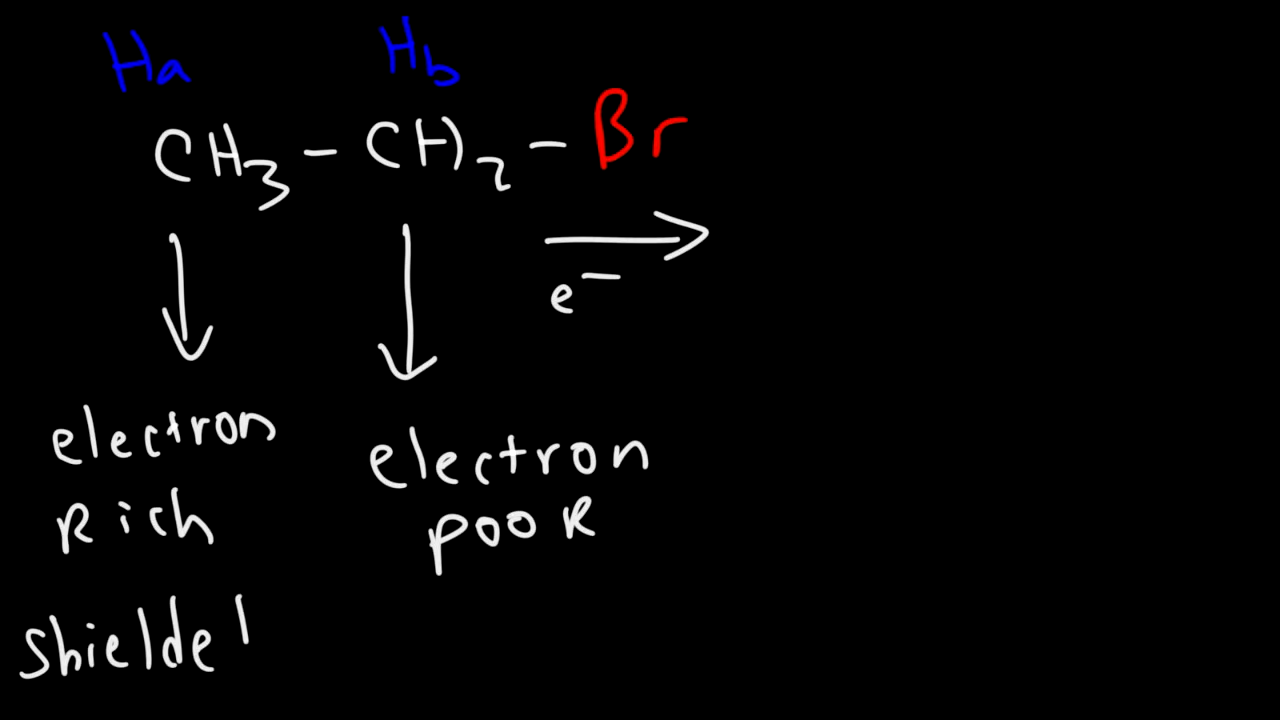 Ha Hb
CH3 - CH2 - Br
e−
electron rich
electron poor
shielde